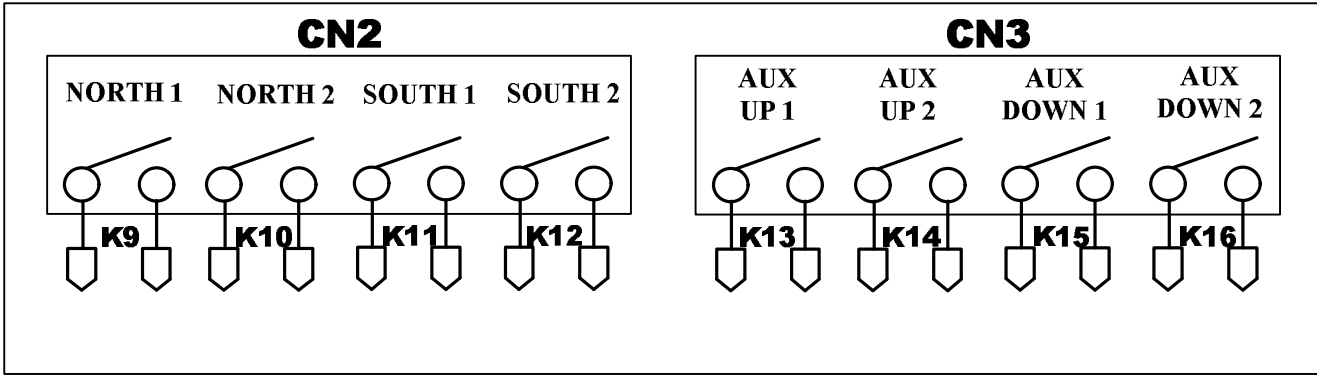 CN2
NORTH 1 NORTH 2 SOUTH 1 SOUTH 2
K9 K10 K11 K12
CN3
AUX AUX AUX AUX
UP 1 UP 2 DOWN 1 DOWN 2
K13 K14 K15 K16